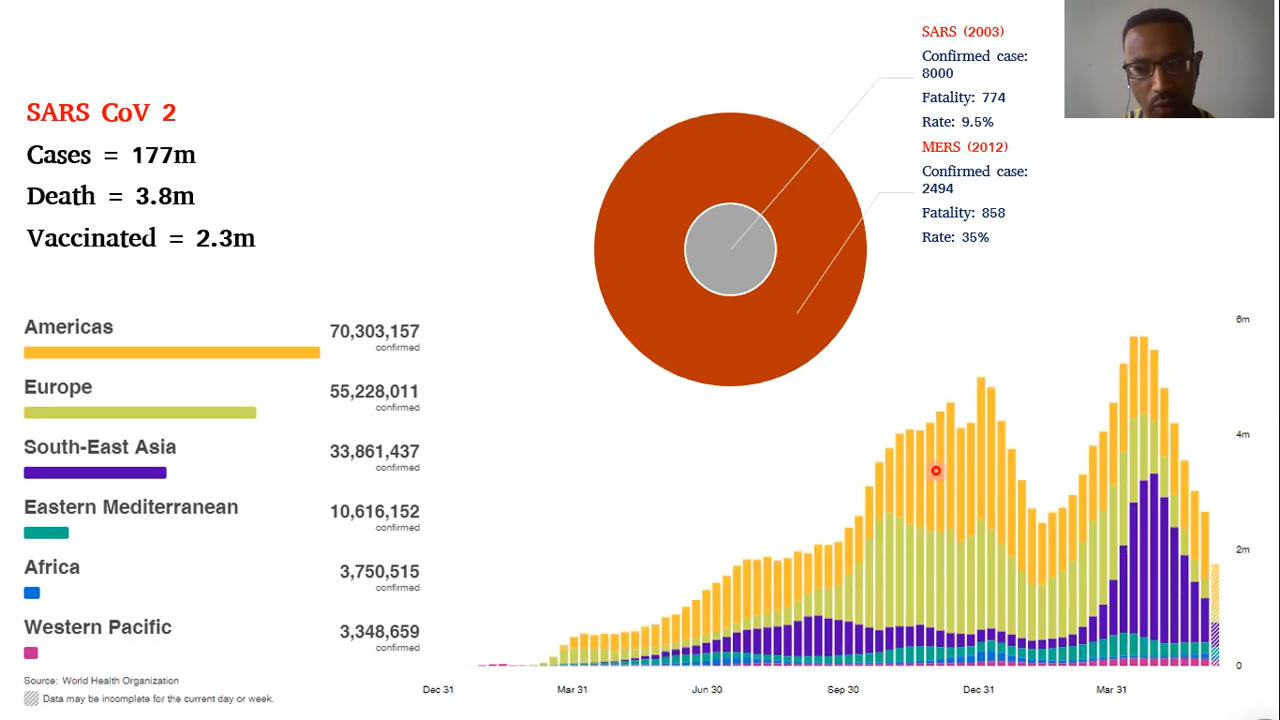 SARS (2003)
Confirmed case:
8000
Fatality: 774
Rate: 9.5%
MERS (2012)
Confirmed case:
2494
Fatality: 858
Rate: 35%
SARS CoV 2
Cases = 177m
Death = 3.8m
Vaccinated = 2.3m
Americas
70,303,157
confirmed
Europe
55,228,011
confirmed
South-East Asia
33,861,437
confirmed
Eastern Mediterranean
10,616,152
confirmed
Africa
3,750,515
confirmed
Western Pacific
3,348,659
confirmed
Source: World Health Organization
Data may be incomplete for the current day or week.
6m
4m
2m
0
Dec 31
Mar 31
Jun 30
Sep 30
Dec 31
Mar 31